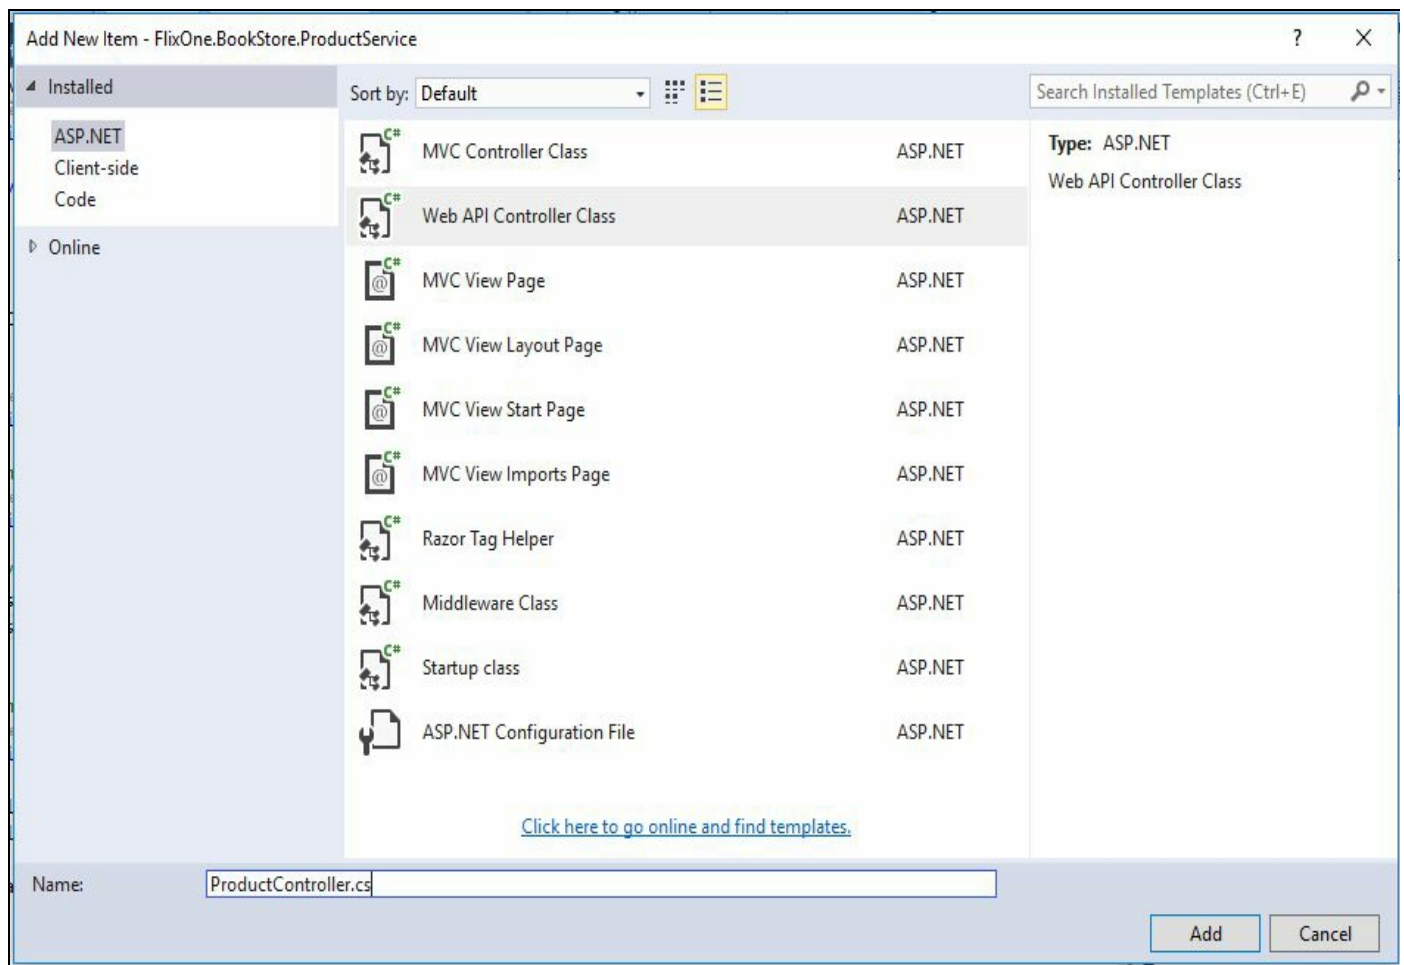 Add New Item - FlixOne.BookStore.ProductService ?
Installed
ASP.NET
Client-side
Code
Online
Sort by: Default
Search Installed Templates (Ctrl+E)
C# MVC Controller Class ASP.NET
C# Web API Controller Class ASP.NET
C# @ MVC View Page ASP.NET
C# @ MVC View Layout Page ASP.NET
C# @ MVC View Start Page ASP.NET
C# @ MVC View Imports Page ASP.NET
C# Razor Tag Helper ASP.NET
C# Middleware Class ASP.NET
C# Startup class ASP.NET
ASP.NET Configuration File ASP.NET
Click here to go online and find templates.
Type: ASP.NET
Web API Controller Class
Name: ProductController.cs
Add Cancel